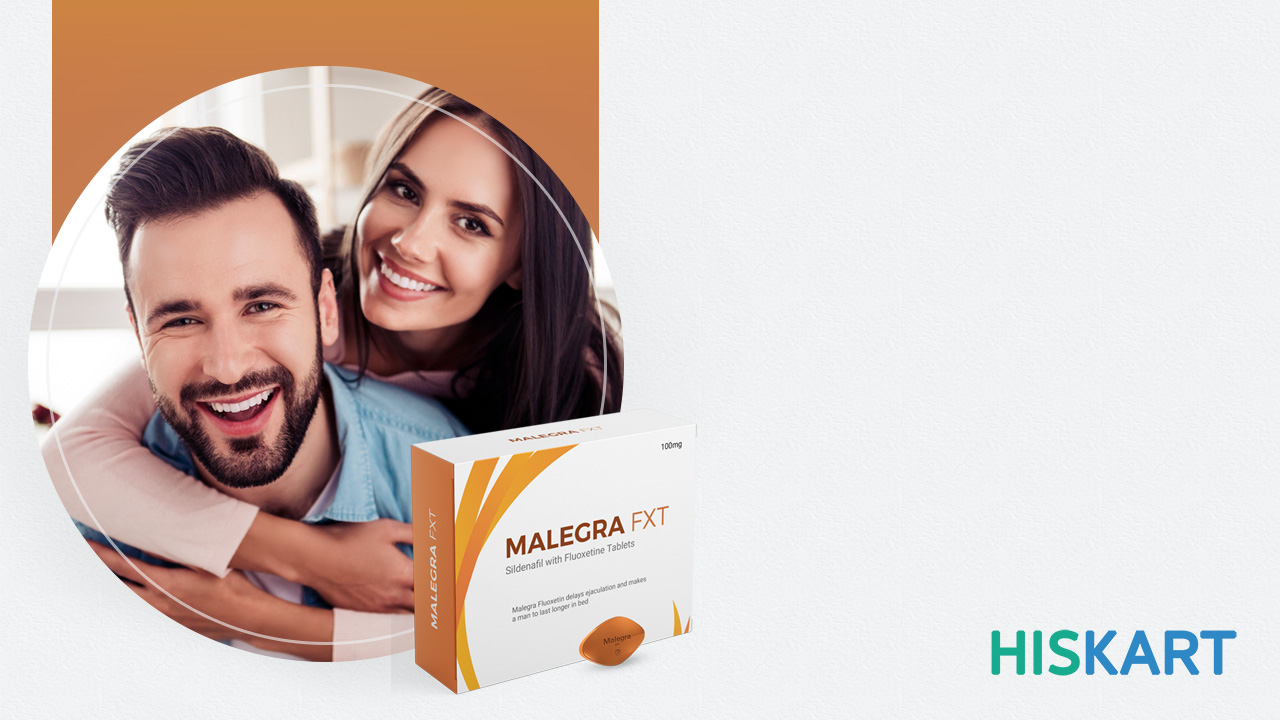 MALEGRA FXT
100mg
MALEGRA FXT
MALEGRA FXT
Sildenafil with Fluoxetine Tablets
Malegra Fluoxetin delays ejaculation and makes
a man to last longer in bed
Malegra
HISKART